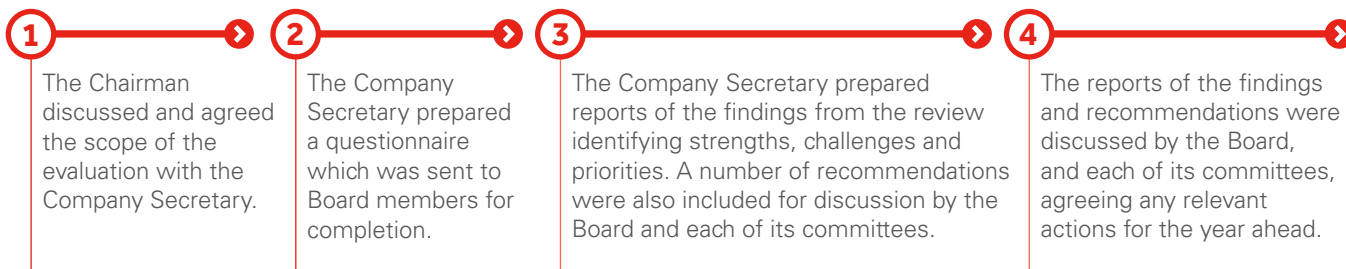 1
The Chairman
discussed and agreed
the scope of the
evaluation with the
Company Secretary.
2
The Company
Secretary prepared
a questionnaire
which was sent to
Board members for
completion.
3
The Company Secretary prepared
reports of the findings from the review
identifying strengths, challenges and
priorities. A number of recommendations
were also included for discussion by the
Board and each of its committees.
4
The reports of the findings
and recommendations were
discussed by the Board,
and each of its committees,
agreeing any relevant
actions for the year ahead.